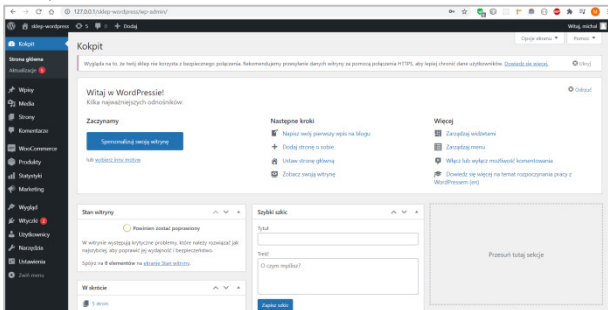 127.0.0.1/sklep-wordpress/wp-admin/
sklep-wordpress 5 0 + Dodaj
Witaj, michal
Kokpit
Strona główna
Aktualizacje
Wpisy
Media
Strony
Komentarze
WooCommerce
Produkty
Statystyki
Marketing
Wygląd
Wtyczki
Użytkownicy
Narzędzia
Ustawienia
Zwiń menu
Opcje ekranu
Pomoc
Kokpit
Wygląda na to, że twój sklep nie korzysta z bezpiecznego połączenia. Rekomendujemy przesyłanie danych witryny za pomocą połączenia HTTPS, aby lepiej chronić dane użytkowników. Dowiedz się więcej.
Ukryj
Witaj w WordPressie!
Odrzuć
Kilka najważniejszych odnośników:
Zaczynamy
Spersonalizuj swoją witrynę
lub wybierz inny motyw
Następne kroki
Napisz swój pierwszy wpis na blogu
Dodaj stronę o sobie
Ustaw stronę główną
Zobacz swoją witrynę
Więcej
Zarządzaj widżetami
Zarządzaj menu
Włącz lub wyłącz możliwość komentowania
Dowiedz się więcej na temat rozpoczynania pracy z
WordPressem (en)
Stan witryny
Powinien zostać poprawiony
W witrynie występują krytyczne problemy, które należy rozwiązać jak
najszybciej, aby poprawić jej wydajność i bezpieczeństwo.
Spójrz na 8 elementów na ekranie Stan witryny.
W skrócie
5 stron
Szybki szkic
Tytuł
Treść
O czym myślisz?
Zapisz szkic
Przesuń tutaj sekcje